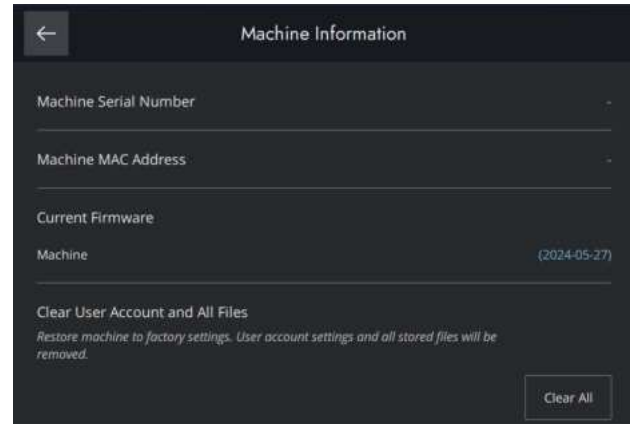 Machine Information
Machine Serial Number -
Machine MAC Address -
Current Firmware
Machine (2024-05-27)
Clear User Account and All Files
Restore machine to factory settings. User account settings and all stored files will be
removed.
Clear All